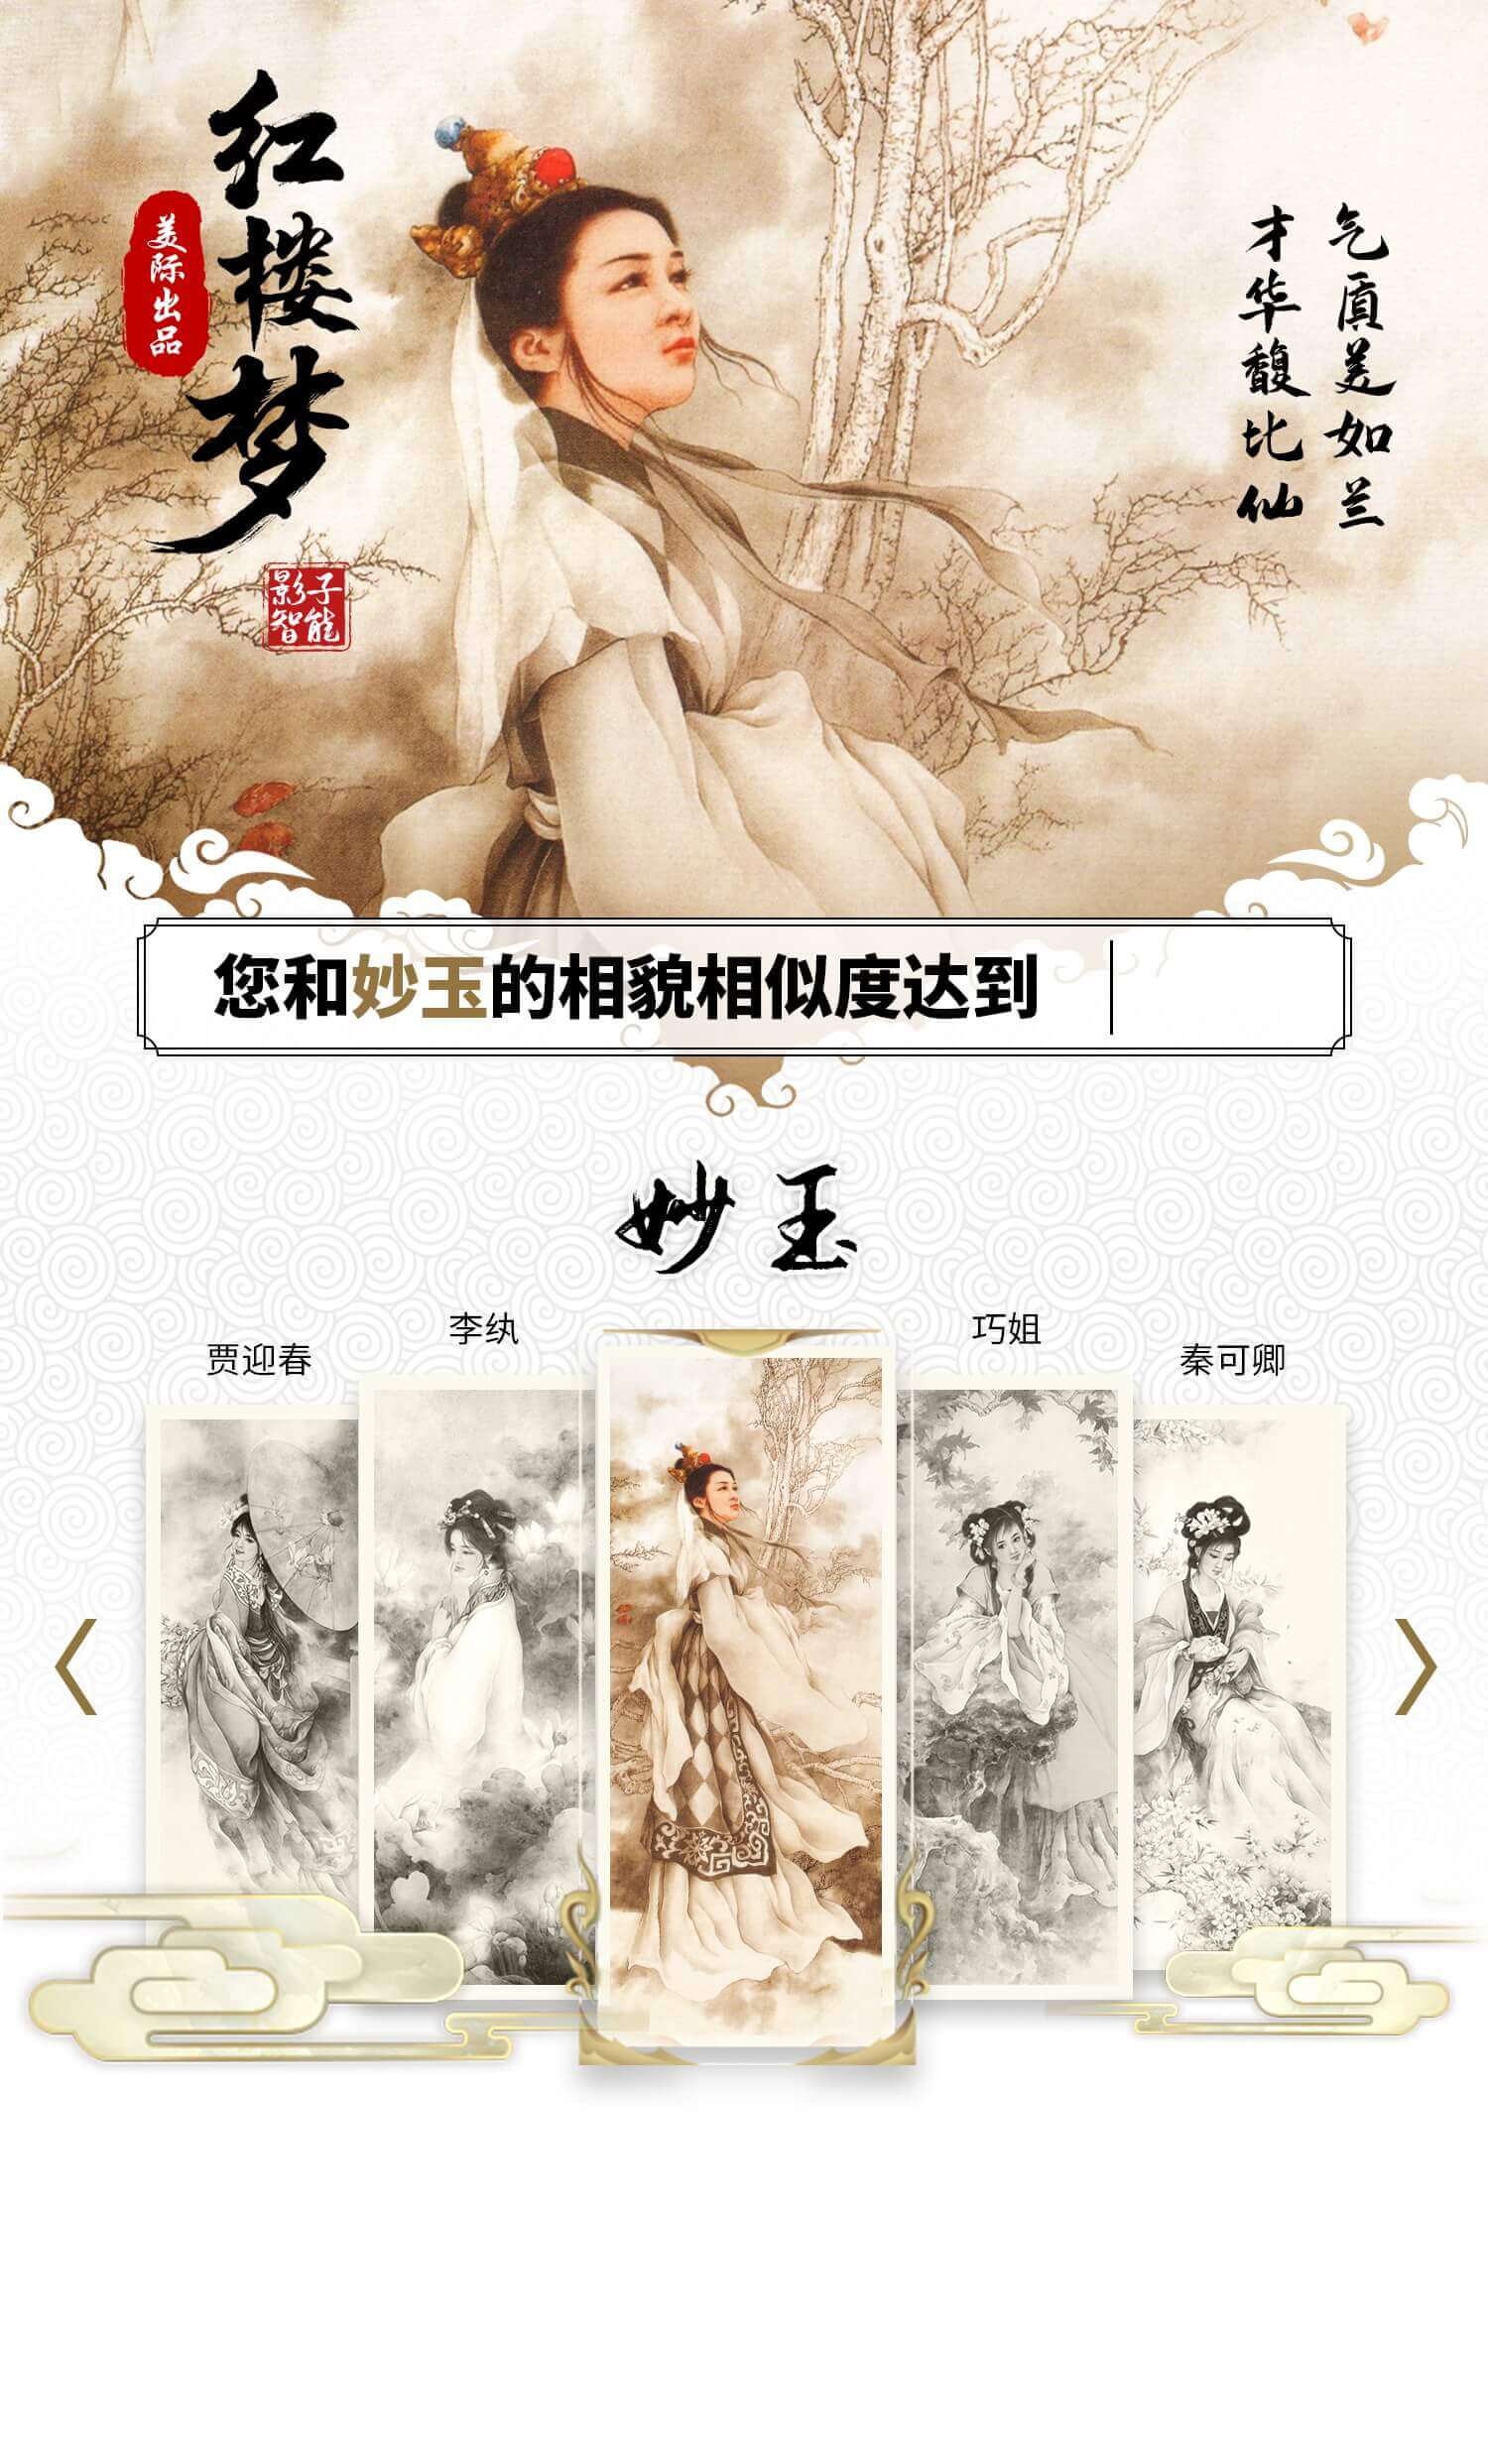 红楼梦
美际出品
影子
智能
气质美如兰
才华馥比仙
您和妙玉的相貌相似度达到
妙玉
贾迎春
李纨
巧姐
秦可卿